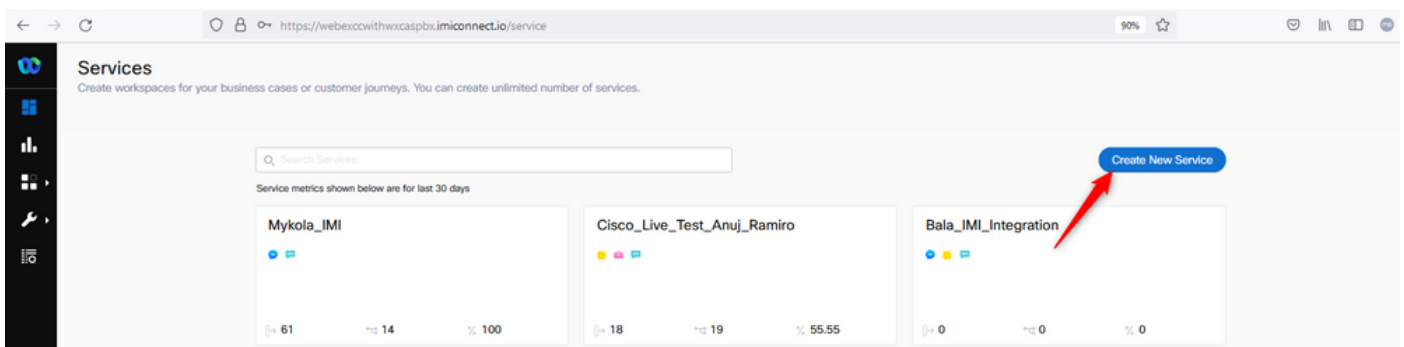 https://webexccwithwxcaspbx.imiconnect.io/service
90%
Services
Create workspaces for your business cases or customer journeys. You can create unlimited number of services.
Search Services
Create New Service
Service metrics shown below are for last 30 days
Mykola_IMI
Cisco_Live_Test_Anuj_Ramiro
Bala_IMI_Integration
61 14 % 100
18 19 % 55.55
0 0 % 0